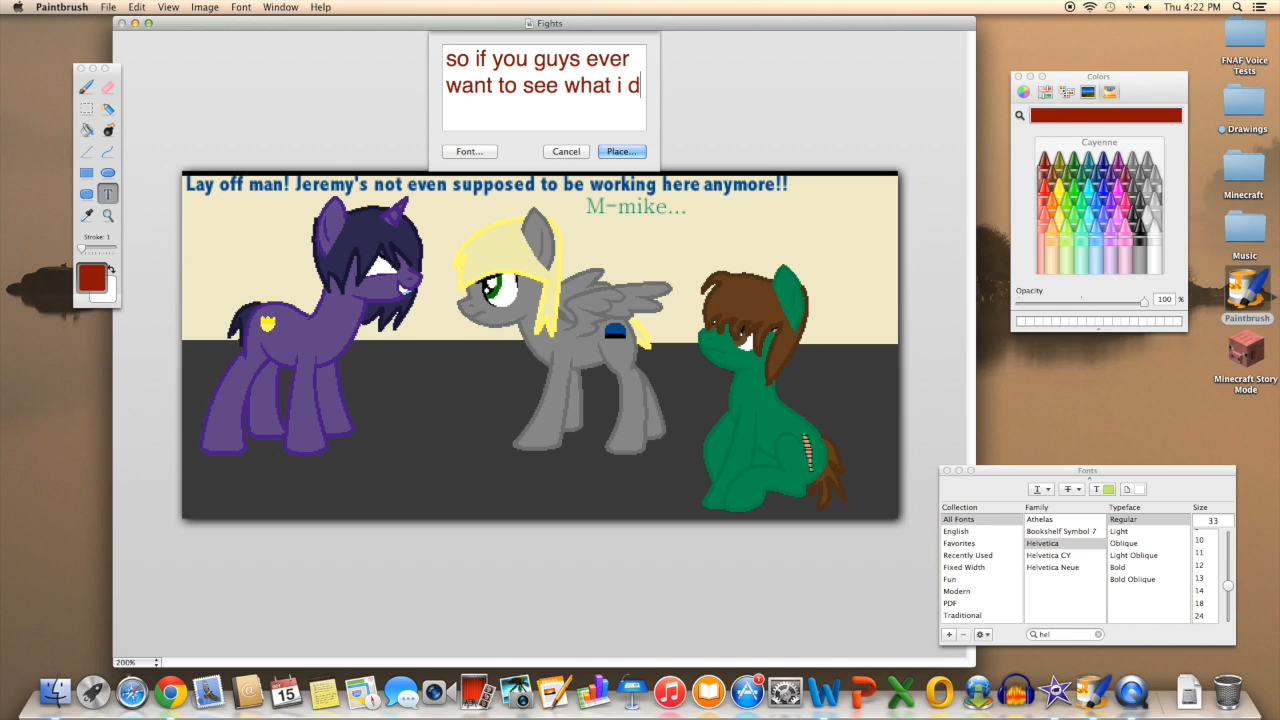 Paintbrush File Edit View Image Font Window Help
Thu 4:22 PM
Fights
so if you guys ever
want to see what i d
Font... Cancel Place...
Lay off man! Jeremy's not even supposed to be working here anymore!!
M-mike...
Stroke: 1
T
200%
Colors
Cayenne
Opacity
100 %
Fonts
Collection Family Typeface Size
All Fonts Athelas Regular 33
English Bookshelf Symbol 7 Light
Favorites Helvetica Oblique 10
Recently Used Helvetica CY Light Oblique 11
Fixed Width Helvetica Neue Bold 12
Fun Bold Oblique 13
Modern 14
PDF 18
Traditional 24
hel
FNAF Voice
Tests
Drawings
Minecraft
Music
Paintbrush
Minecraft Story
Mode
15
1